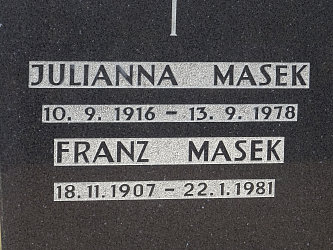 JULIANNA MASEK
10. 9. 1916 – 13. 9. 1978
FRANZ MASEK
18. 11. 1907 – 22. 1. 1981